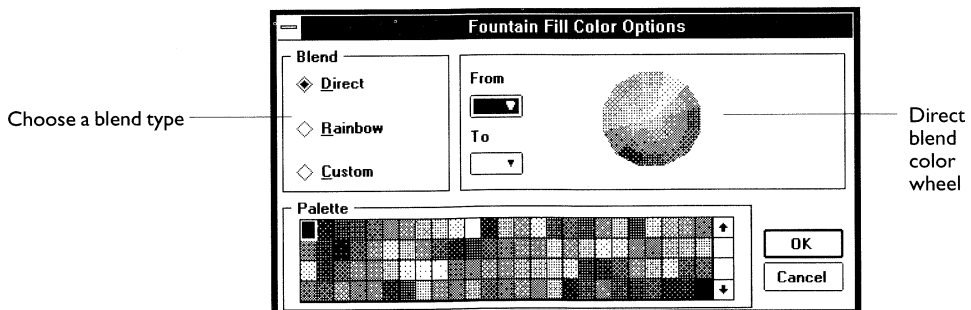 Fountain Fill Color Options
Blend
Direct
Rainbow
Custom
From
To
Choose a blend type
Direct
blend
color
wheel
Palette
OK
Cancel